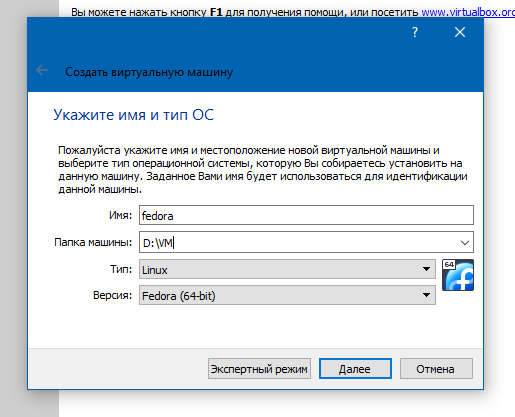 Вы можете нажать кнопку F1 для получения помощи, или посетить www.virtualbox.org
?
Создать виртуальную машину
Укажите имя и тип ОС
Пожалуйста укажите имя и местоположение новой виртуальной машины и
выберите тип операционной системы, которую Вы собираетесь установить на
данную машину. Заданное Вами имя будет использоваться для идентификации
данной машины.
Имя: fedora
Папка машины: D:\VM
Тип: Linux
64
Версия: Fedora (64-bit)
Экспертный режим Далее Отмена